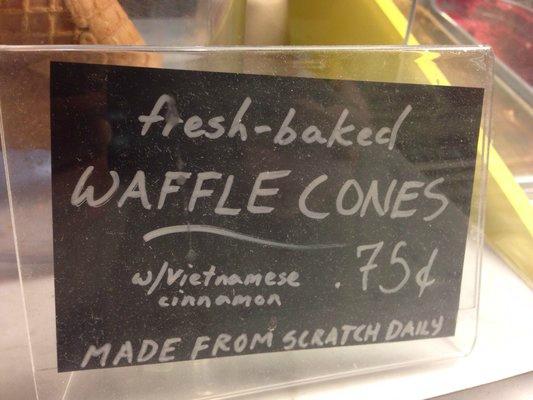 fresh-baked
WAFFLE CONES
w/Vietnamese .75¢
cinnamon
MADE FROM SCRATCH DAILY